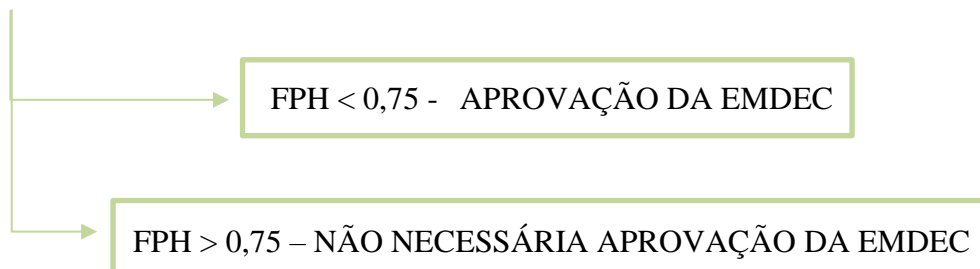 FPH < 0,75 - APROVAÇÃO DA EMDEC
FPH > 0,75 – NÃO NECESSÁRIA APROVAÇÃO DA EMDEC